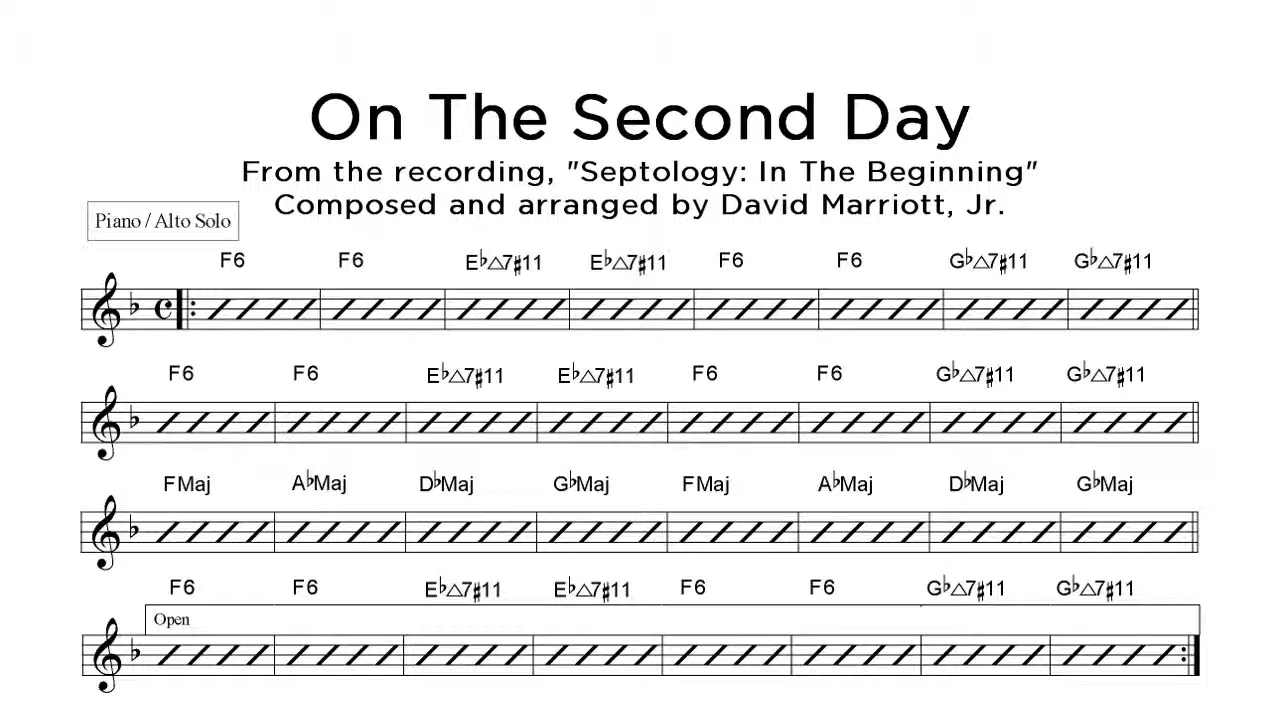 On The Second Day
From the recording, "Septology: In The Beginning"
Composed and arranged by David Marriott, Jr.
Piano / Alto Solo
F6 F6 E♭△7♯11 E♭△7♯11 F6 F6 G♭△7♯11 G♭△7♯11
F6 F6 E♭△7♯11 E♭△7♯11 F6 F6 G♭△7♯11 G♭△7♯11
FMaj A♭Maj D♭Maj G♭Maj FMaj A♭Maj D♭Maj G♭Maj
F6 F6 E♭△7♯11 E♭△7♯11 F6 F6 G♭△7♯11 G♭△7♯11
Open